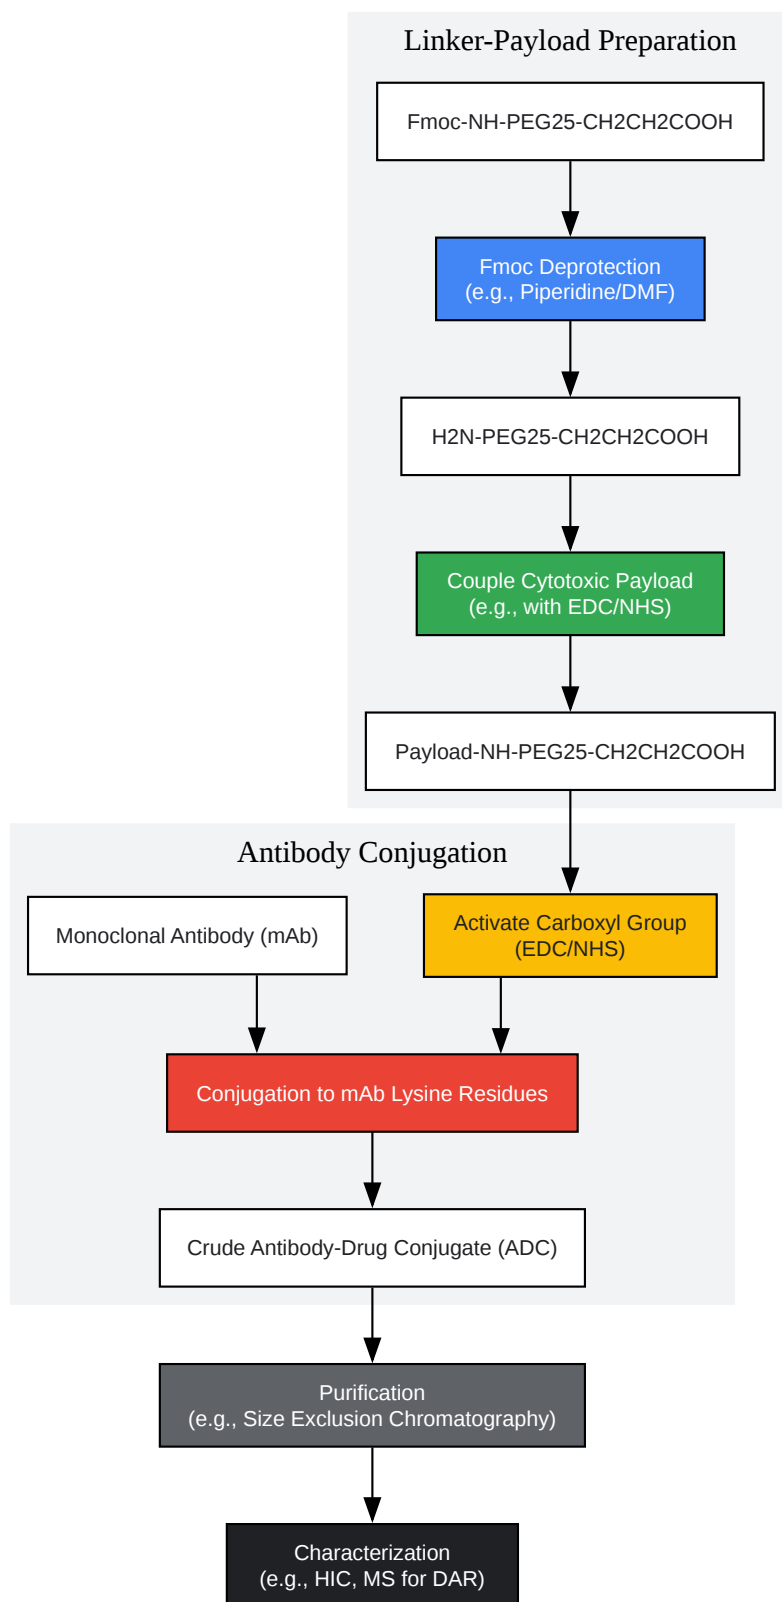 Linker-Payload Preparation
Fmoc-NH-PEG25-CH2CH2COOH
Fmoc Deprotection
(e.g., Piperidine/DMF)
H2N-PEG25-CH2CH2COOH
Couple Cytotoxic Payload
(e.g., with EDC/NHS)
Payload-NH-PEG25-CH2CH2COOH
Antibody Conjugation
Monoclonal Antibody (mAb)
Activate Carboxyl Group
(EDC/NHS)
Conjugation to mAb Lysine Residues
Crude Antibody-Drug Conjugate (ADC)
Purification
(e.g., Size Exclusion Chromatography)
Characterization
(e.g., HIC, MS for DAR)